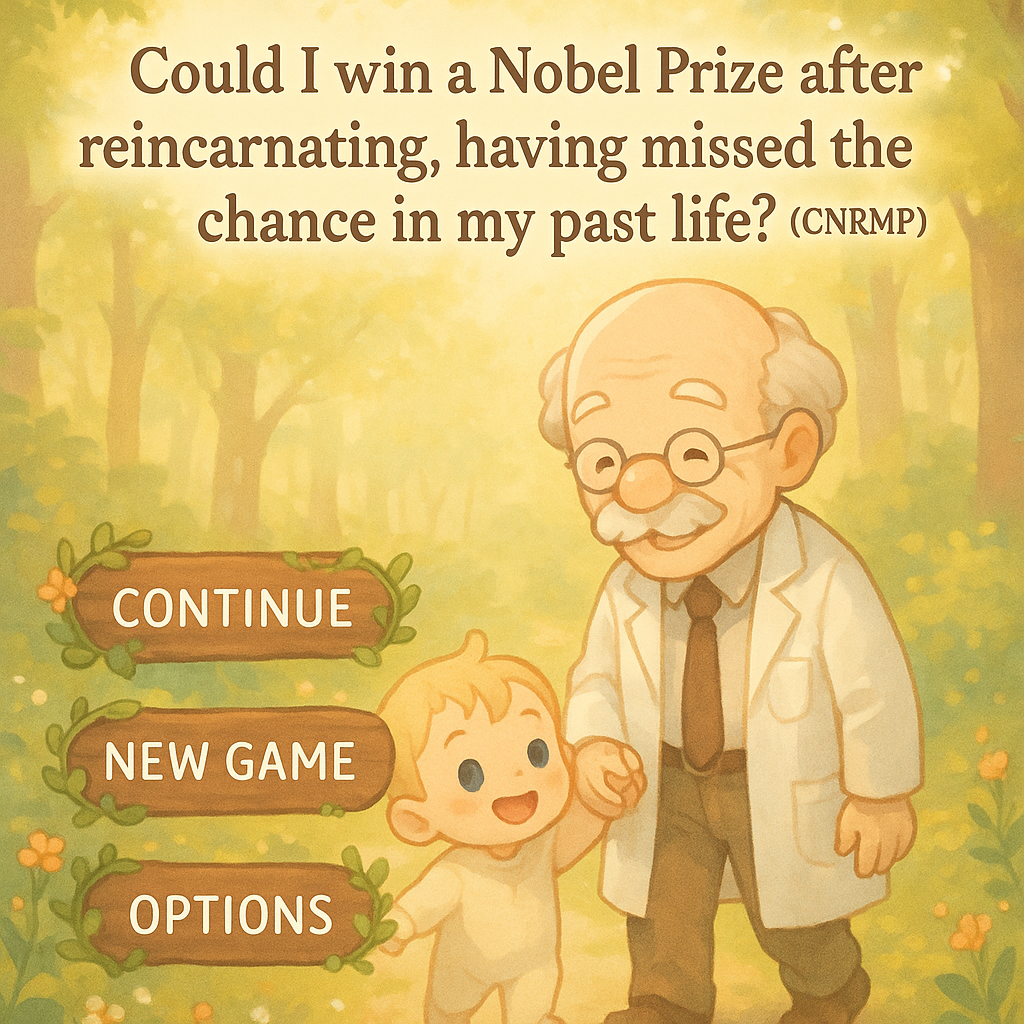 Could I win a Nobel Prize after
reincarnating, having missed the
chance in my past life? (CNRMP)
CONTINUE
NEW GAME
OPTIONS